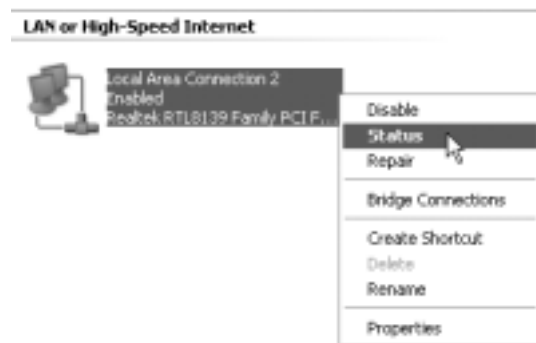 LAN or High-Speed Internet
Local Area Connection 2
Enabled
Realtek RTL8139 Family PCI F...
Disable
Status
Repair
Bridge Connections
Create Shortcut
Delete
Rename
Properties